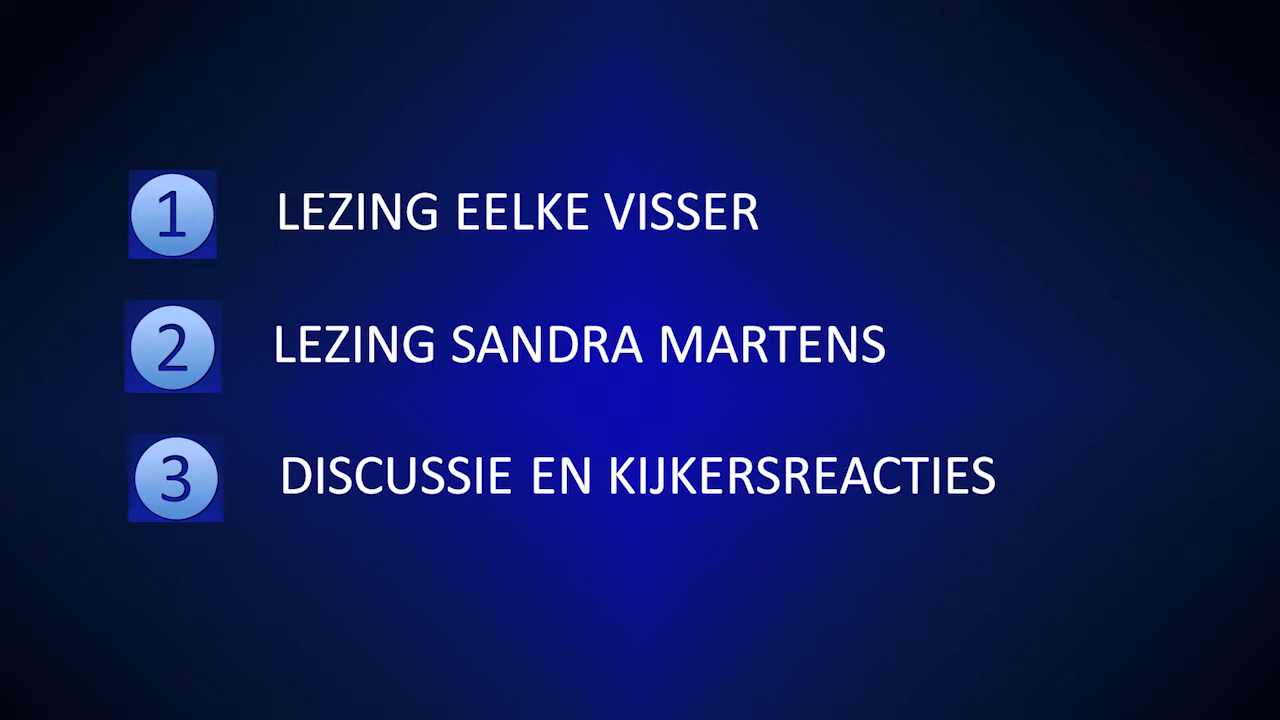 1 LEZING EELKE VISSER
2 LEZING SANDRA MARTENS
3 DISCUSSIE EN KIJKERSREACTIES